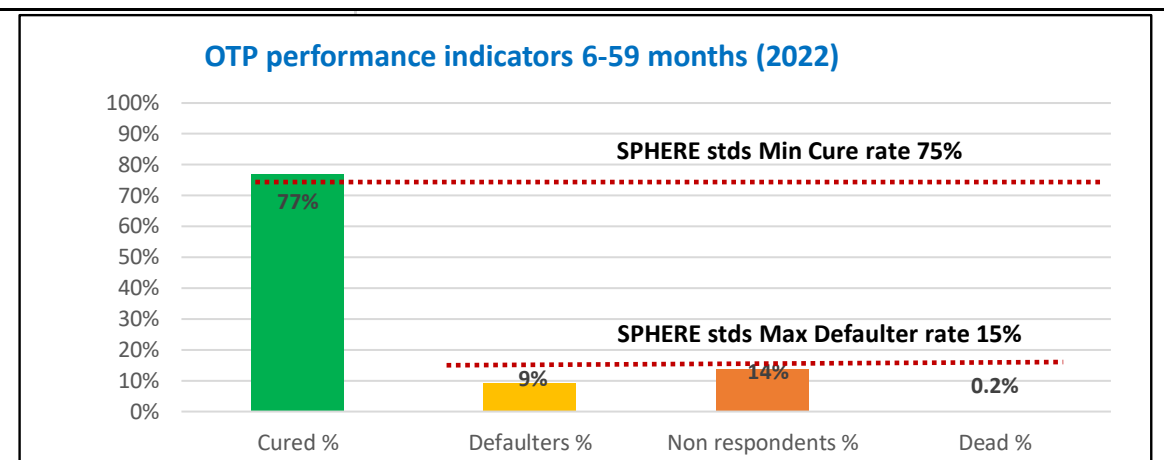 OTP performance indicators 6-59 months (2022)
100%
90%
80%
SPHERE stds Min Cure rate 75%
70%
77%
60%
50%
40%
30%
SPHERE stds Max Defaulter rate 15%
20%
10%
9%
14%
0.2%
0%
Cured %
Defaulters %
Non respondents %
Dead %